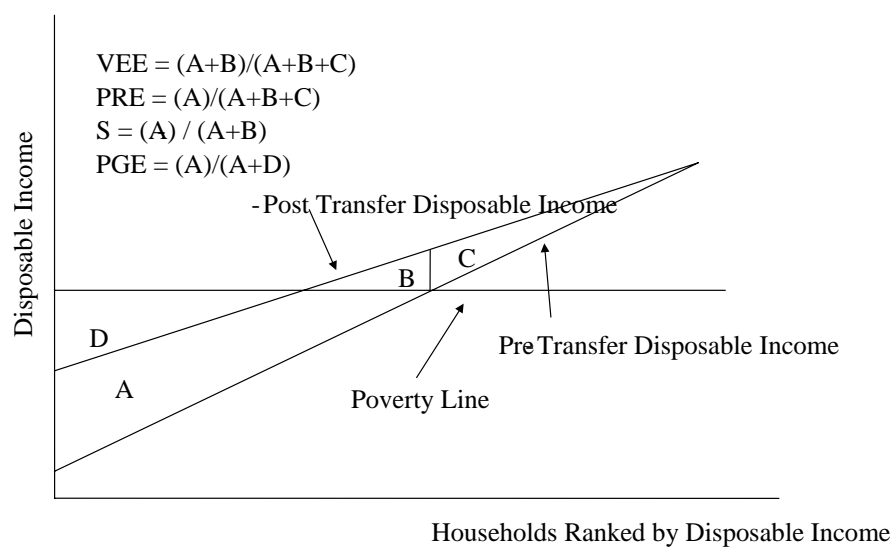 VEE = (A+B)/(A+B+C)
PRE = (A)/(A+B+C)
S = (A) / (A+B)
PGE = (A)/(A+D)
Disposable Income
-Post Transfer Disposable Income
C
B
D
Pre-Transfer Disposable Income
A
Poverty Line
Households Ranked by Disposable Income